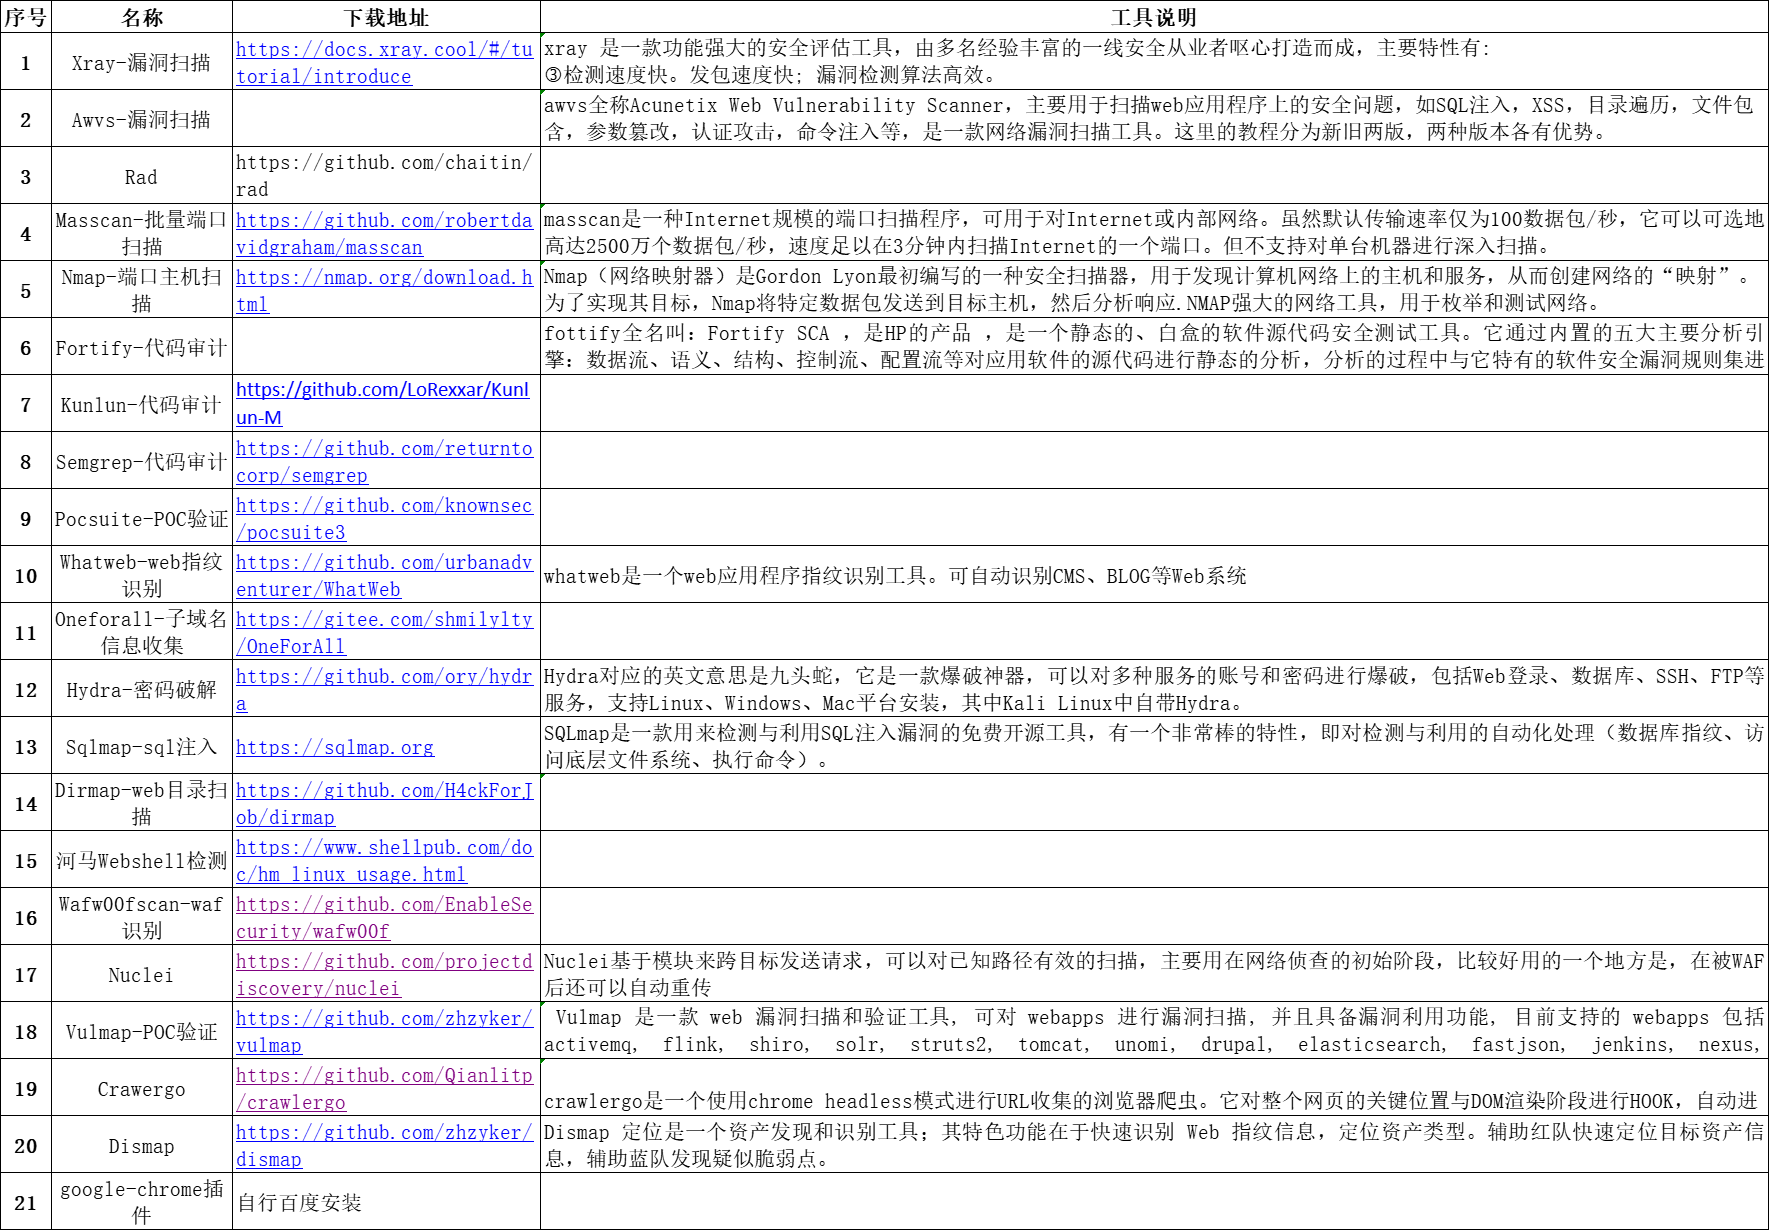 序号 名称 下载地址 工具说明
1 Xray-漏洞扫描 https://docs.xray.cool/#/tu
torial/introduce
xray 是一款功能强大的安全评估工具，由多名经验丰富的一线安全从业者呕心打造而成，主要特性有:
③检测速度快。发包速度快; 漏洞检测算法高效。
2 Awvs-漏洞扫描
awvs全称Acunetix Web Vulnerability Scanner，主要用于扫描web应用程序上的安全问题，如SQL注入，XSS，目录遍历，文件包
含，参数篡改，认证攻击，命令注入等，是一款网络漏洞扫描工具。这里的教程分为新旧两版，两种版本各有优势。
3 Rad https://github.com/chaitin/
rad
4 Masscan-批量端口
扫描
https://github.com/robertda
vidgraham/masscan
masscan是一种Internet规模的端口扫描程序，可用于对Internet或内部网络。虽然默认传输速率仅为100数据包/秒，它可以可选地
高达2500万个数据包/秒，速度足以在3分钟内扫描Internet的一个端口。但不支持对单台机器进行深入扫描。
5 Nmap-端口主机扫
描
https://nmap.org/download.h
tml
Nmap（网络映射器）是Gordon Lyon最初编写的一种安全扫描器，用于发现计算机网络上的主机和服务，从而创建网络的“映射”。
为了实现其目标，Nmap将特定数据包发送到目标主机，然后分析响应.NMAP强大的网络工具，用于枚举和测试网络。
6 Fortify-代码审计
fottify全名叫：Fortify SCA ，是HP的产品 ，是一个静态的、白盒的软件源代码安全测试工具。它通过内置的五大主要分析引
擎：数据流、语义、结构、控制流、配置流等对应用软件的源代码进行静态的分析，分析的过程中与它特有的软件安全漏洞规则集进
7 Kunlun-代码审计 https://github.com/LoRexxar/Kunl
un-M
8 Semgrep-代码审计 https://github.com/returnto
corp/semgrep
9 Pocsuite-POC验证 https://github.com/knownsec
/pocsuite3
10 Whatweb-web指纹
识别
https://github.com/urbanadv
enturer/WhatWeb
whatweb是一个web应用程序指纹识别工具。可自动识别CMS、BLOG等Web系统
11 Oneforall-子域名
信息收集
https://gitee.com/shmilylty
/OneForAll
12 Hydra-密码破解 https://github.com/ory/hydr
a
Hydra对应的英文意思是九头蛇，它是一款爆破神器，可以对多种服务的账号和密码进行爆破，包括Web登录、数据库、SSH、FTP等
服务，支持Linux、Windows、Mac平台安装，其中Kali Linux中自带Hydra。
13 Sqlmap-sql注入 https://sqlmap.org
SQLmap是一款用来检测与利用SQL注入漏洞的免费开源工具，有一个非常棒的特性，即对检测与利用的自动化处理（数据库指纹、访
问底层文件系统、执行命令）。
14 Dirmap-web目录扫
描
https://github.com/H4ckForJ
ob/dirmap
15 河马Webshell检测 https://www.shellpub.com/do
c/hm_linux_usage.html
16 Wafw00fscan-waf
识别
https://github.com/EnableSe
curity/wafw00f
17 Nuclei https://github.com/projectd
iscovery/nuclei
Nuclei基于模块来跨目标发送请求，可以对已知路径有效的扫描，主要用在网络侦查的初始阶段，比较好用的一个地方是，在被WAF
后还可以自动重传
18 Vulmap-POC验证 https://github.com/zhzyker/
vulmap
Vulmap 是一款 web 漏洞扫描和验证工具, 可对 webapps 进行漏洞扫描, 并且具备漏洞利用功能, 目前支持的 webapps 包括
activemq, flink, shiro, solr, struts2, tomcat, unomi, drupal, elasticsearch, fastjson, jenkins, nexus,
19 Crawergo https://github.com/Qianlitp
/crawlergo
crawlergo是一个使用chrome headless模式进行URL收集的浏览器爬虫。它对整个网页的关键位置与DOM渲染阶段进行HOOK，自动进
20 Dismap https://github.com/zhzyker/
dismap
Dismap 定位是一个资产发现和识别工具；其特色功能在于快速识别 Web 指纹信息，定位资产类型。辅助红队快速定位目标资产信
息，辅助蓝队发现疑似脆弱点。
21 google-chrome插
件
自行百度安装